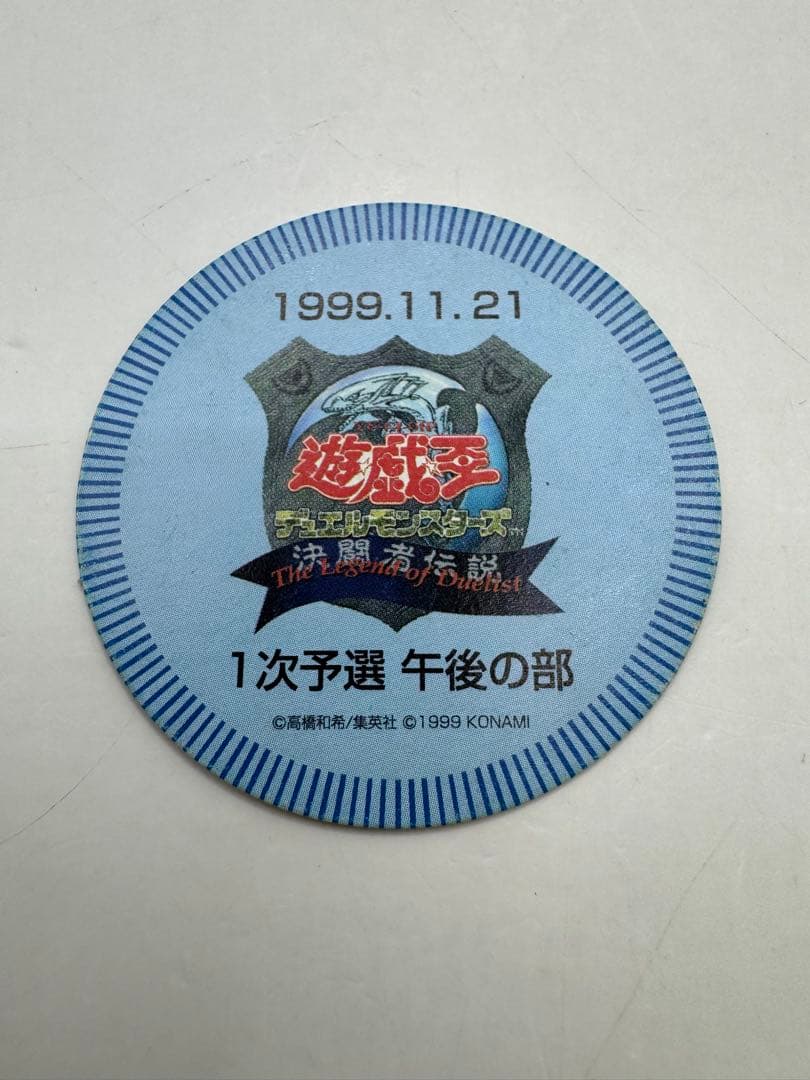 1999.11.21
遊戯王
デュエルモンスターズ™
決闘者伝説
The Legend of Duelist
1次予選 午後の部
©高橋和希/集英社 ©1999 KONAMI